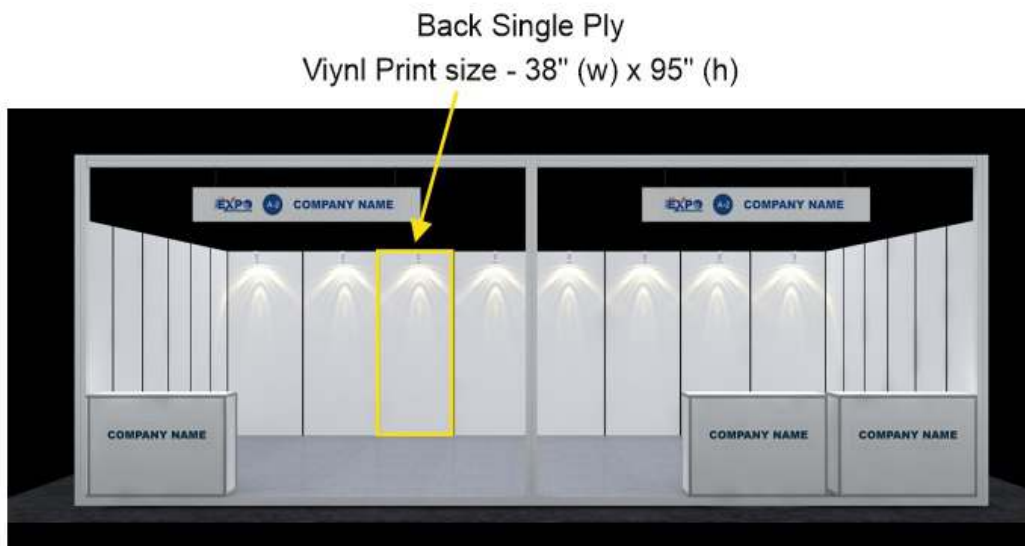 Back Single Ply
Viynl Print size - 38" (w) x 95" (h)
EXPO A-2 COMPANY NAME
EXPO A-2 COMPANY NAME
COMPANY NAME
COMPANY NAME
COMPANY NAME